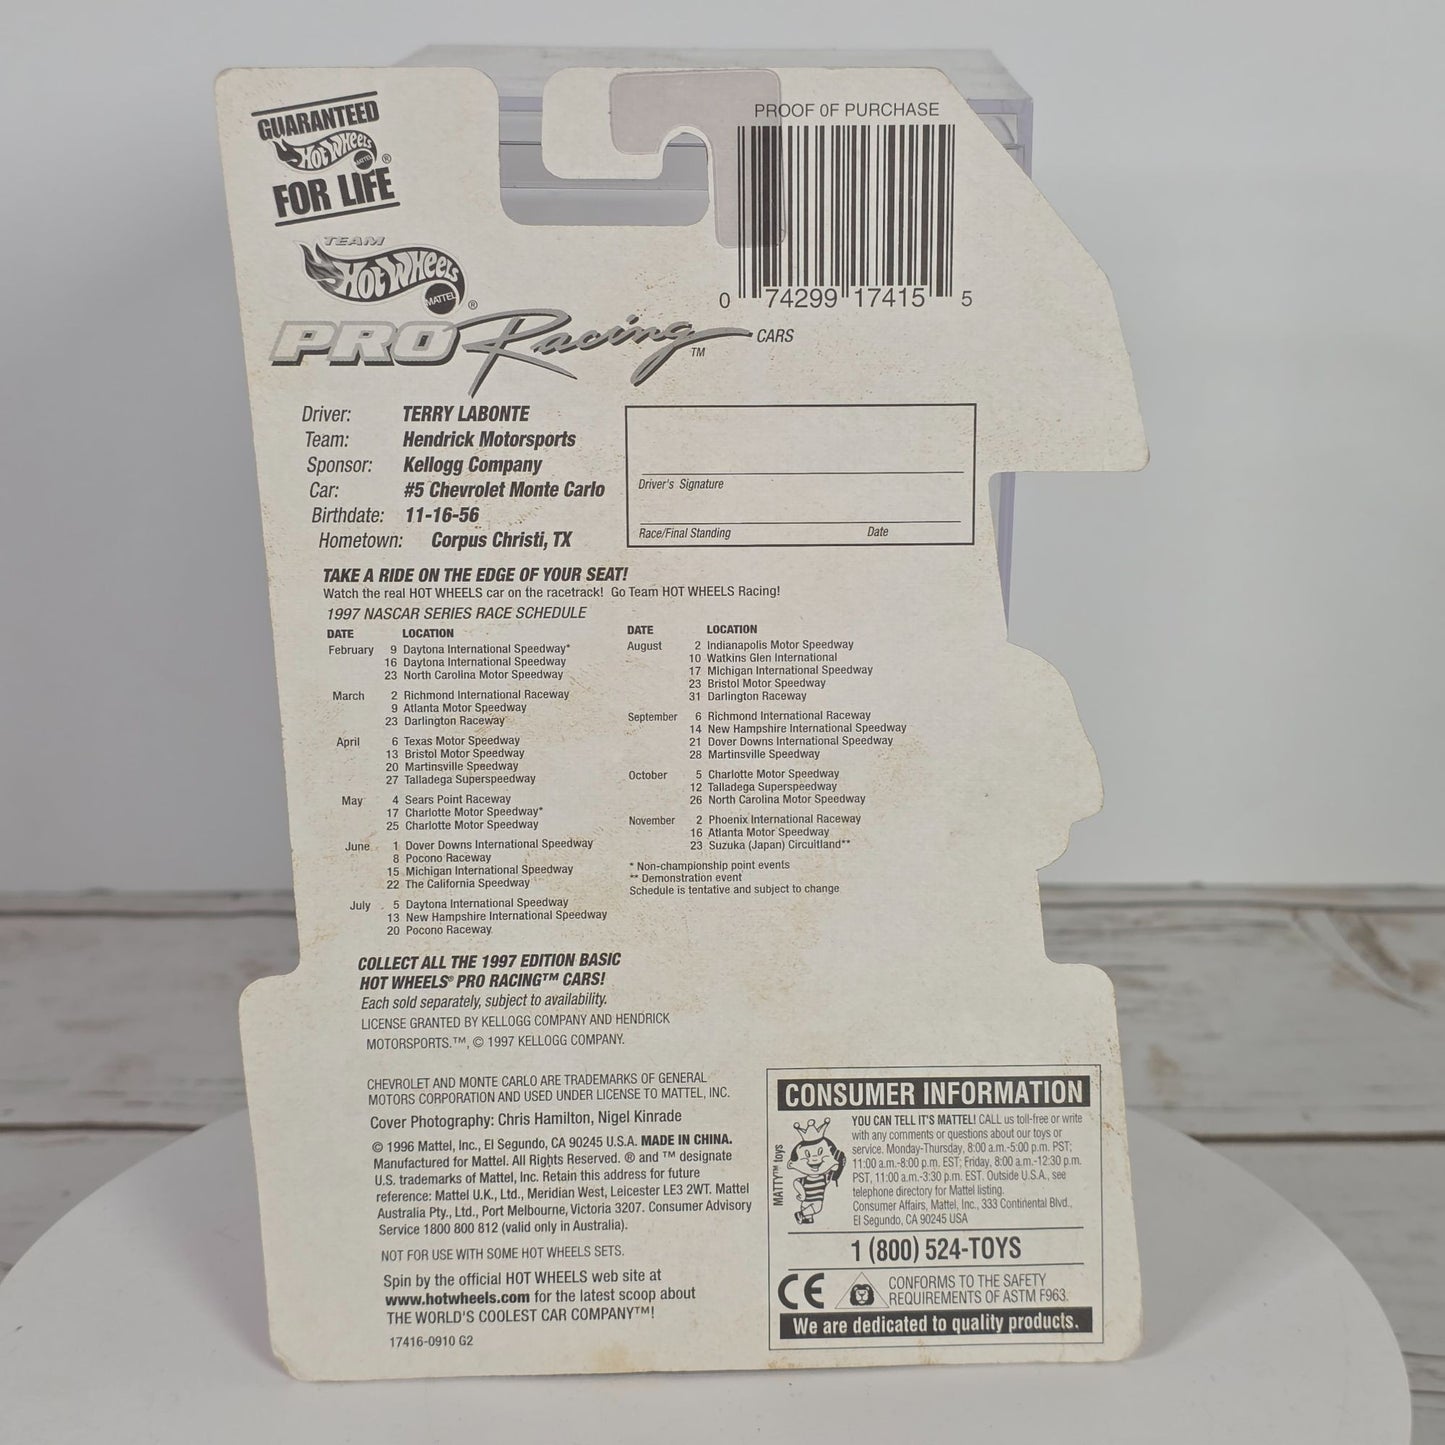 GUARANTEED
Hot Wheels
MATTEL
®
FOR LIFE
TEAM
Hot Wheels
MATTEL
®
PRO Racing™ CARS
PROOF OF PURCHASE
0 74299 17415 5
Driver: TERRY LABONTE
Team: Hendrick Motorsports
Sponsor: Kellogg Company
Car: #5 Chevrolet Monte Carlo
Birthdate: 11-16-56
Hometown: Corpus Christi, TX
Driver's Signature
Race/Final Standing Date
TAKE A RIDE ON THE EDGE OF YOUR SEAT!
Watch the real HOT WHEELS car on the racetrack! Go Team HOT WHEELS Racing!
1997 NASCAR SERIES RACE SCHEDULE
DATE LOCATION
February 9 Daytona International Speedway*
16 Daytona International Speedway
23 North Carolina Motor Speedway
March 2 Richmond International Raceway
9 Atlanta Motor Speedway
23 Darlington Raceway
April 6 Texas Motor Speedway
13 Bristol Motor Speedway
20 Martinsville Speedway
27 Talladega Superspeedway
May 4 Sears Point Raceway
17 Charlotte Motor Speedway*
25 Charlotte Motor Speedway
June 1 Dover Downs International Speedway
8 Pocono Raceway
15 Michigan International Speedway
22 The California Speedway
July 5 Daytona International Speedway
13 New Hampshire International Speedway
20 Pocono Raceway
DATE LOCATION
August 2 Indianapolis Motor Speedway
10 Watkins Glen International
17 Michigan International Speedway
23 Bristol Motor Speedway
31 Darlington Raceway
September 6 Richmond International Raceway
14 New Hampshire International Speedway
21 Dover Downs International Speedway
28 Martinsville Speedway
October 5 Charlotte Motor Speedway
12 Talladega Superspeedway
26 North Carolina Motor Speedway
November 2 Phoenix International Raceway
16 Atlanta Motor Speedway
23 Suzuka (Japan) Circuitland**
* Non-championship point events
** Demonstration event
Schedule is tentative and subject to change
COLLECT ALL THE 1997 EDITION BASIC
HOT WHEELS® PRO RACING™ CARS!
Each sold separately, subject to availability.
LICENSE GRANTED BY KELLOGG COMPANY AND HENDRICK
MOTORSPORTS.™, © 1997 KELLOGG COMPANY.
CHEVROLET AND MONTE CARLO ARE TRADEMARKS OF GENERAL
MOTORS CORPORATION AND USED UNDER LICENSE TO MATTEL, INC.
Cover Photography: Chris Hamilton, Nigel Kinrade
© 1996 Mattel, Inc., El Segundo, CA 90245 U.S.A. MADE IN CHINA.
Manufactured for Mattel. All Rights Reserved. ® and ™ designate
U.S. trademarks of Mattel, Inc. Retain this address for future
reference: Mattel U.K., Ltd., Meridian West, Leicester LE3 2WT. Mattel
Australia Pty., Ltd., Port Melbourne, Victoria 3207. Consumer Advisory
Service 1800 800 812 (valid only in Australia).
NOT FOR USE WITH SOME HOT WHEELS SETS.
Spin by the official HOT WHEELS web site at
www.hotwheels.com for the latest scoop about
THE WORLD'S COOLEST CAR COMPANY™!
17416-0910 G2
CONSUMER INFORMATION
MATTY™ toys
YOU CAN TELL IT'S MATTEL! CALL us toll-free or write
with any comments or questions about our toys or
service. Monday-Thursday, 8:00 a.m.-5:00 p.m. PST;
11:00 a.m.-8:00 p.m. EST; Friday, 8:00 a.m.-12:30 p.m.
PST, 11:00 a.m.-3:30 p.m. EST. Outside U.S.A., see
telephone directory for Mattel listing.
Consumer Affairs, Mattel, Inc., 333 Continental Blvd.,
El Segundo, CA 90245 USA
1 (800) 524-TOYS
CE
CONFORMS TO THE SAFETY
REQUIREMENTS OF ASTM F963.
We are dedicated to quality products.